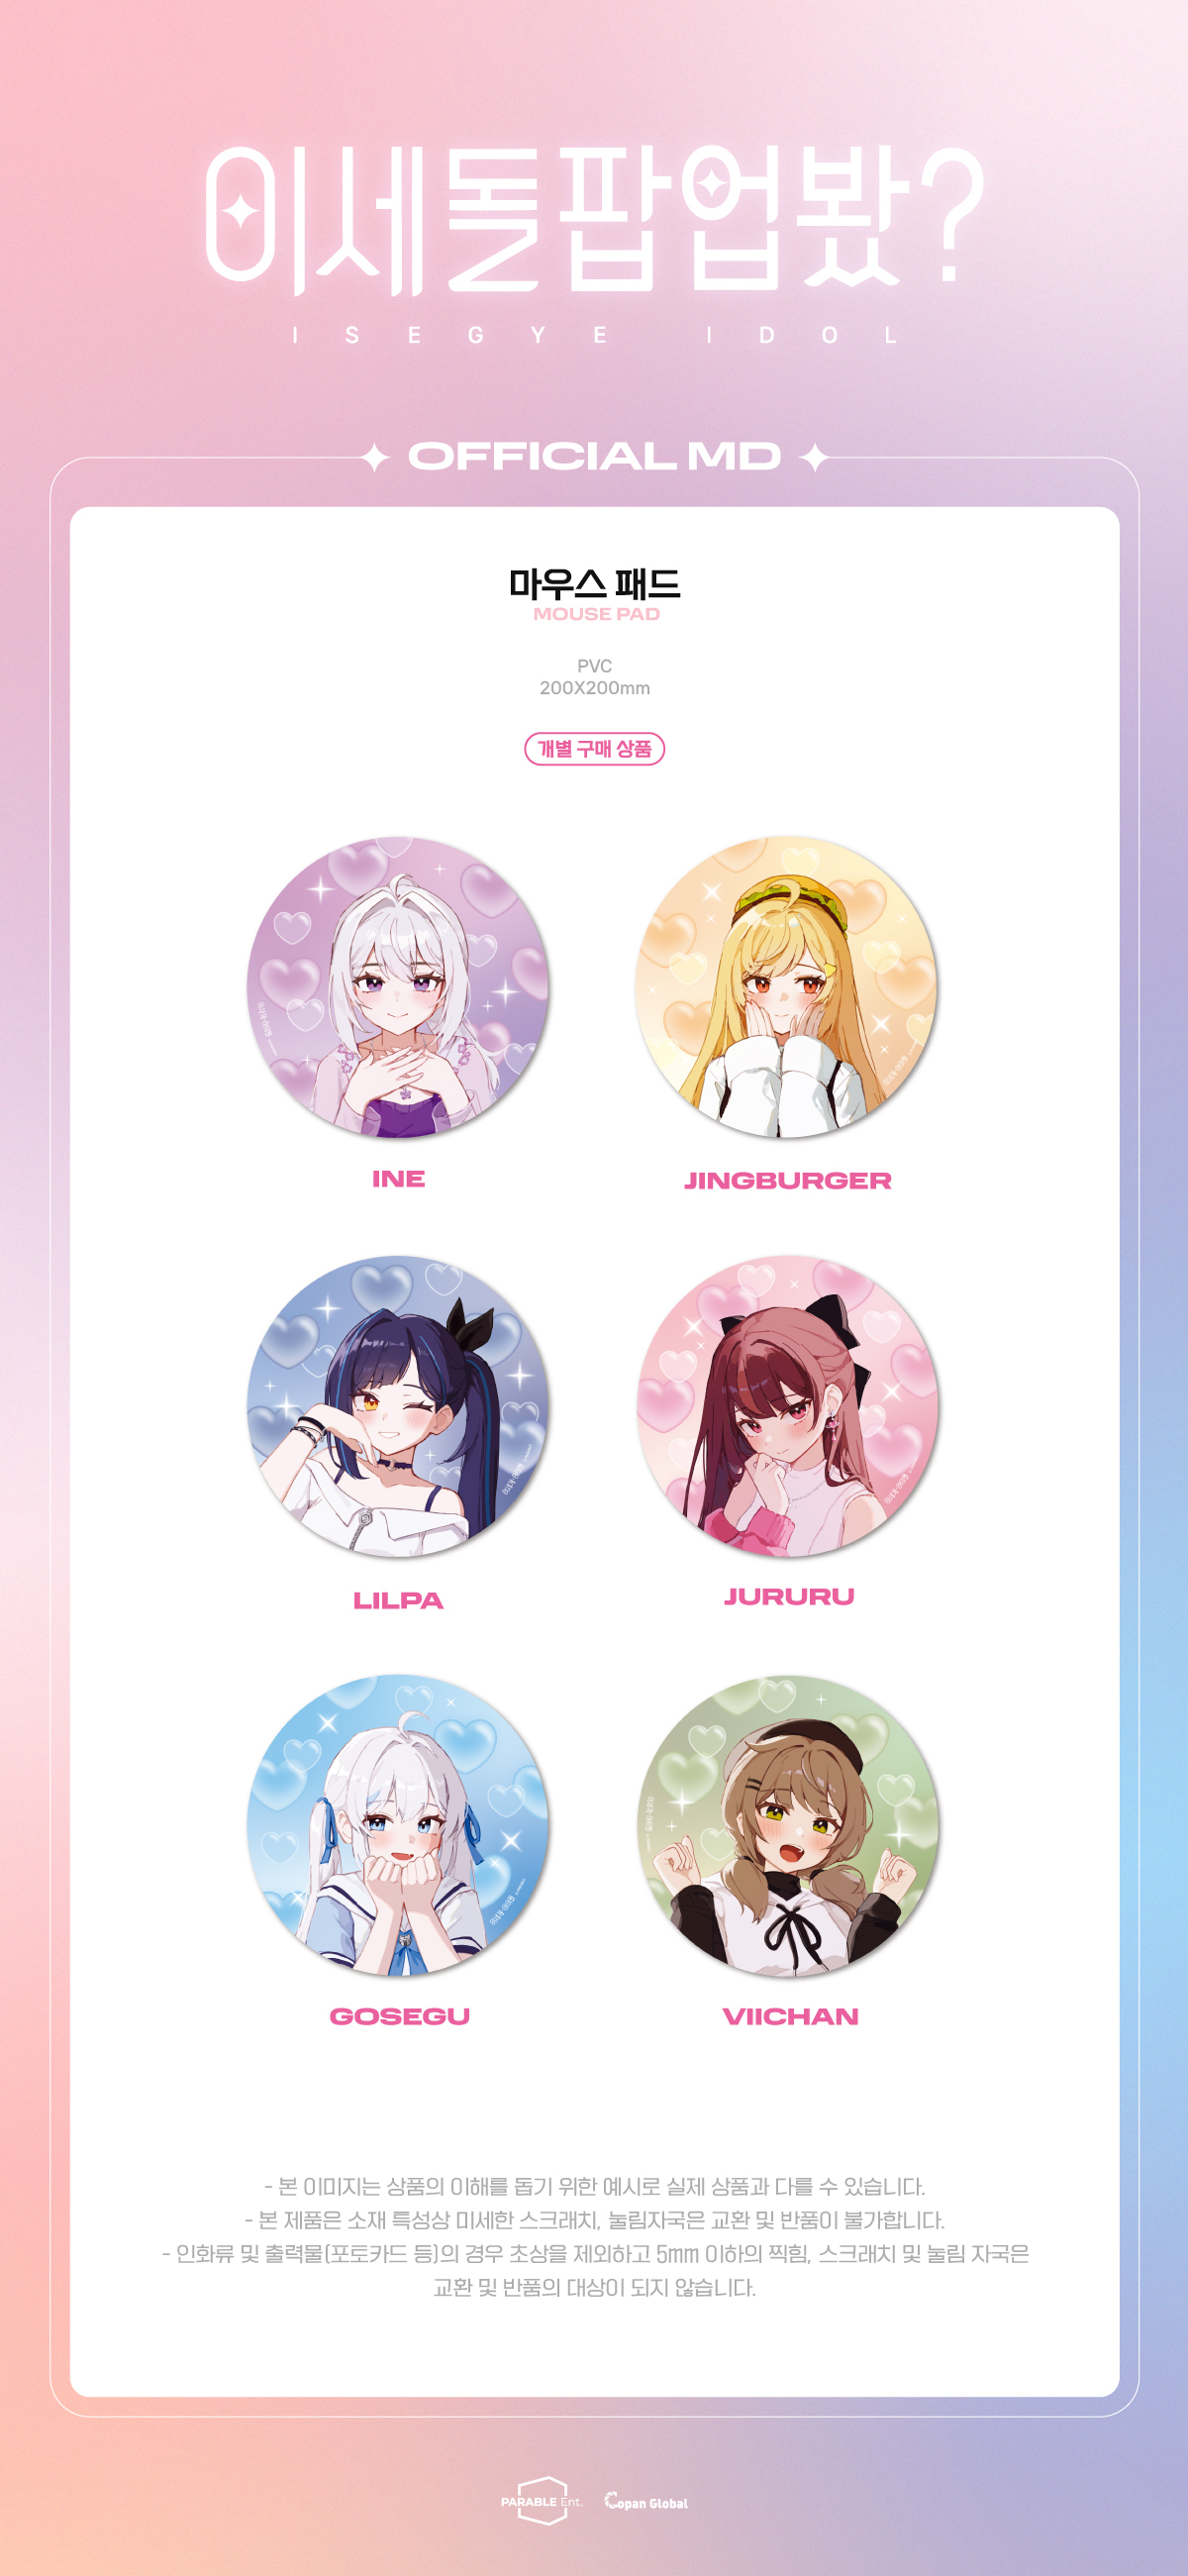 이세돌팝업봤?
ISEGYE IDOL
OFFICIAL MD
마우스 패드
MOUSE PAD
PVC
200X200mm
개별 구매 상품
INE
JINGBURGER
LILPA
JURURU
GOSEGU
VIICHAN
- 본 이미지는 상품의 이해를 돕기 위한 예시로 실제 상품과 다를 수 있습니다.
- 본 제품은 소재 특성상 미세한 스크래치, 눌림자국은 교환 및 반품이 불가합니다.
- 인화류 및 출력물(포토카드 등)의 경우 초상을 제외하고 5mm 이하의 찍힘, 스크래치 및 눌림 자국은
교환 및 반품의 대상이 되지 않습니다.
PARABLE Ent.
Copan Global